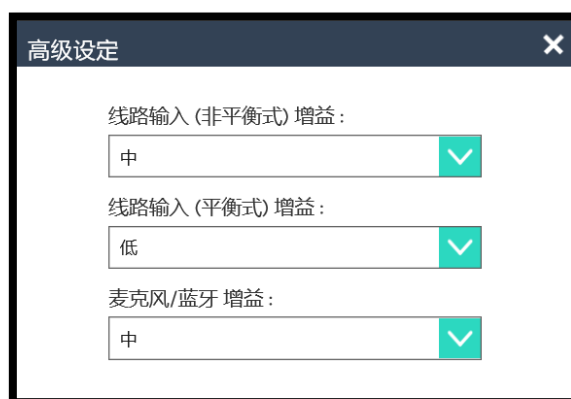 高级设定
线路输入 (非平衡式) 增益 :
中
线路输入 (平衡式) 增益 :
低
麦克风/蓝牙 增益 :
中